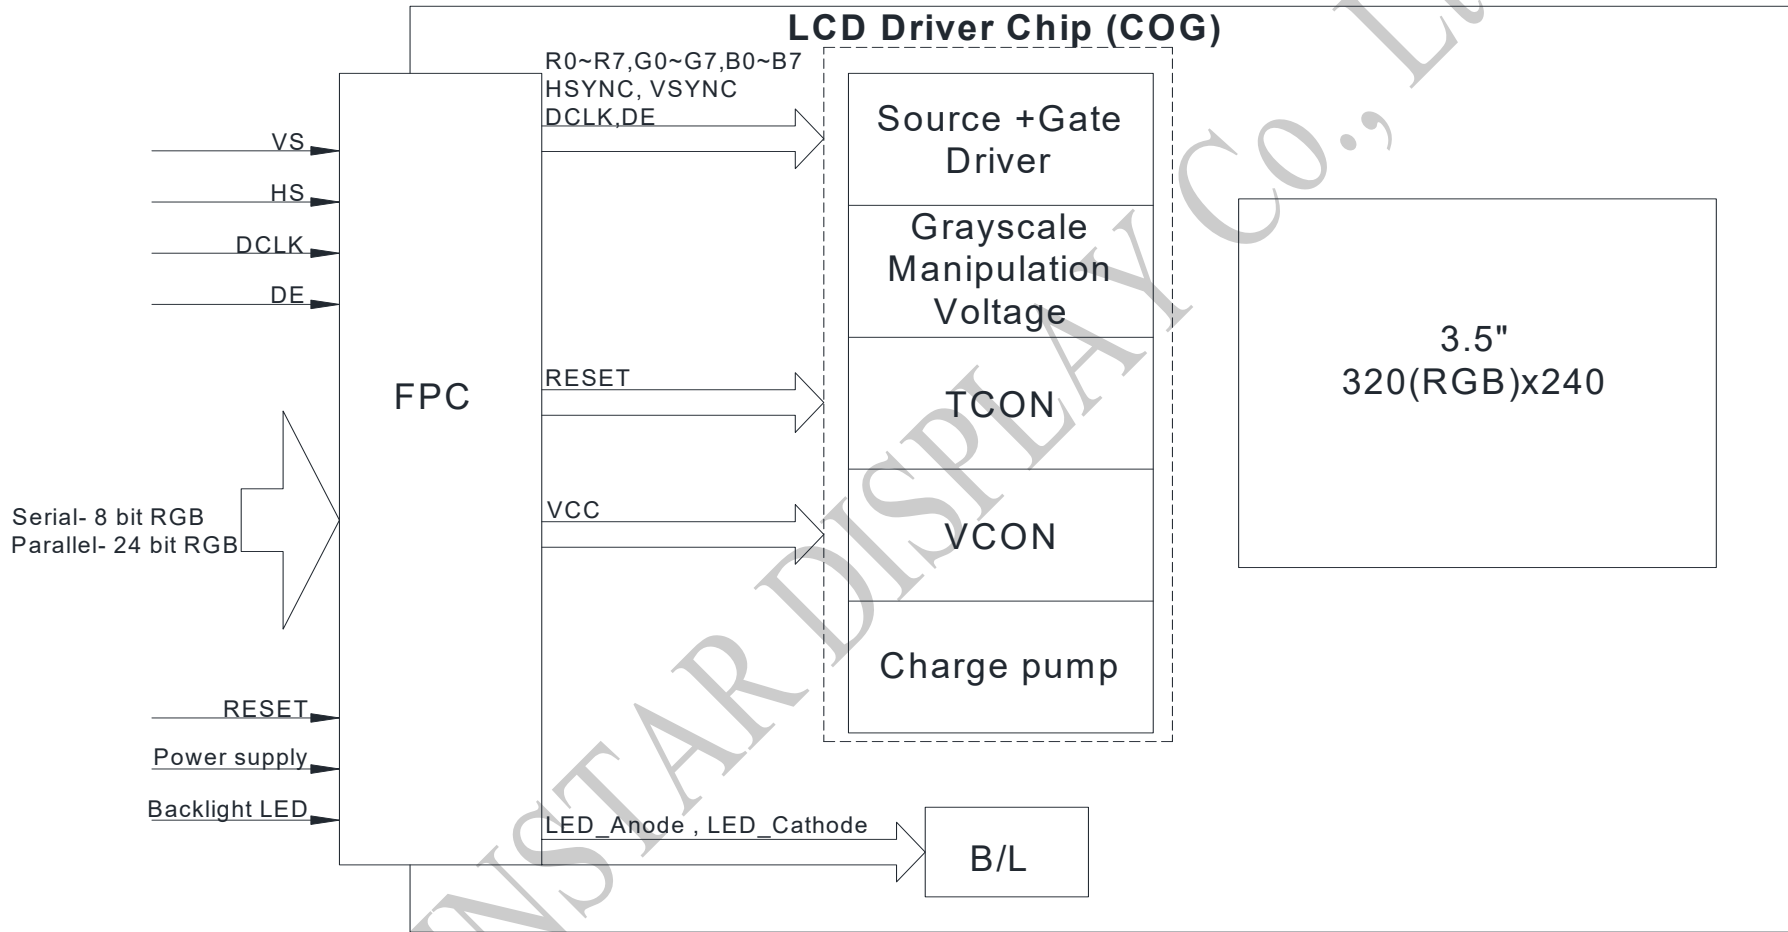 LCD Driver Chip (COG)
R0~R7,G0~G7,B0~B7
HSYNC, VSYNC
DCLK,DE
VS
HS
DCLK
DE
FPC
Serial- 8 bit RGB
Parallel- 24 bit RGB
RESET
Power supply
Backlight LED
RESET
VCC
LED_Anode , LED_Cathode
Source +Gate
Driver
Grayscale
Manipulation
Voltage
TCON
VCON
Charge pump
B/L
3.5"
320(RGB)x240
DISPLAY Co.,